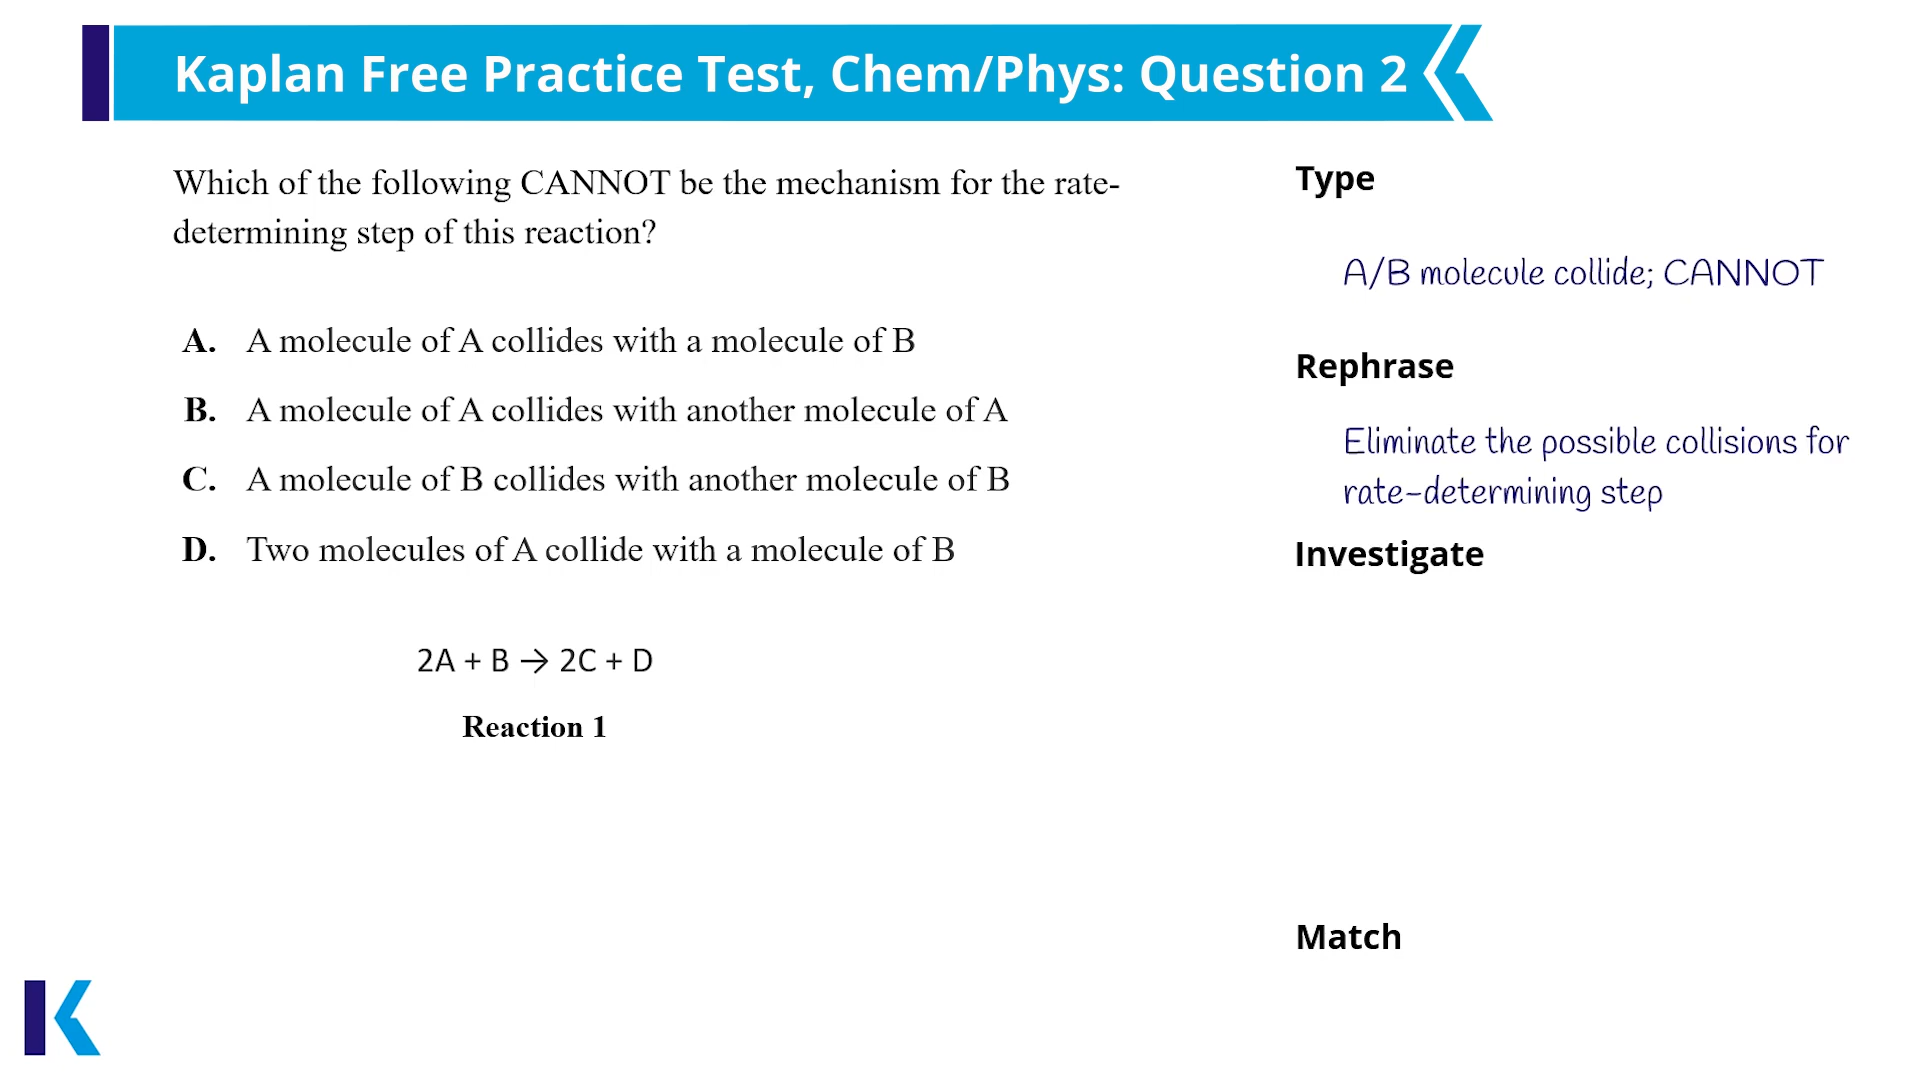 Kaplan Free Practice Test, Chem/Phys: Question 2
Which of the following CANNOT be the mechanism for the rate-
determining step of this reaction?
A. A molecule of A collides with a molecule of B
B. A molecule of A collides with another molecule of A
C. A molecule of B collides with another molecule of B
D. Two molecules of A collide with a molecule of B
2A + B → 2C + D
Reaction 1
Type
A/B molecule collide; CANNOT
Rephrase
Eliminate the possible collisions for
rate-determining step
Investigate
Match